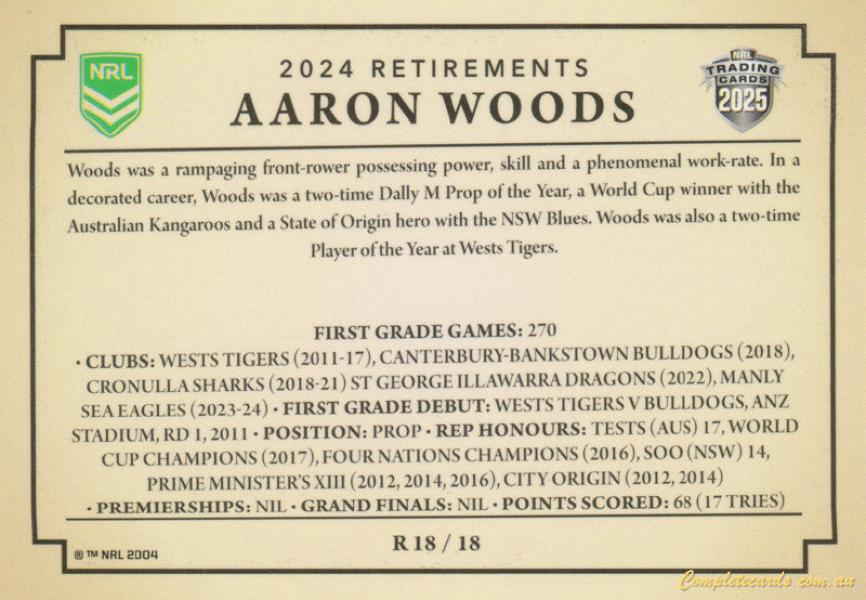 NRL
2024 RETIREMENTS
AARON WOODS
NRL
TRADING
CARDS
2025
Woods was a rampaging front-rower possessing power, skill and a phenomenal work-rate. In a
decorated career, Woods was a two-time Dally M Prop of the Year, a World Cup winner with the
Australian Kangaroos and a State of Origin hero with the NSW Blues. Woods was also a two-time
Player of the Year at Wests Tigers.
FIRST GRADE GAMES: 270
• CLUBS: WESTS TIGERS (2011-17), CANTERBURY-BANKSTOWN BULLDOGS (2018),
CRONULLA SHARKS (2018-21) ST GEORGE ILLAWARRA DRAGONS (2022), MANLY
SEA EAGLES (2023-24) • FIRST GRADE DEBUT: WESTS TIGERS V BULLDOGS, ANZ
STADIUM, RD 1, 2011 • POSITION: PROP • REP HONOURS: TESTS (AUS) 17, WORLD
CUP CHAMPIONS (2017), FOUR NATIONS CHAMPIONS (2016), SOO (NSW) 14,
PRIME MINISTER'S XIII (2012, 2014, 2016), CITY ORIGIN (2012, 2014)
• PREMIERSHIPS: NIL • GRAND FINALS: NIL • POINTS SCORED: 68 (17 TRIES)
® ™ NRL 2004
R 18 / 18
Completecards.com.au